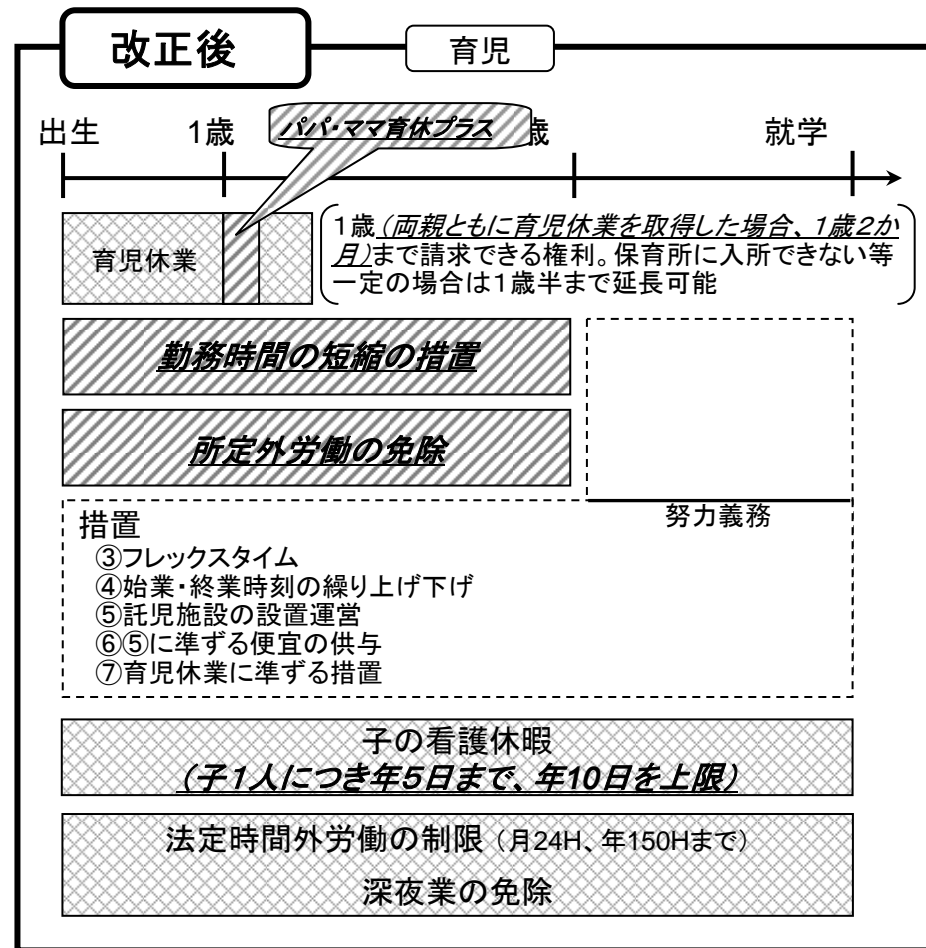 改正後
育児
出生
1歳
パパ・ママ育休プラス
歳
就学
育児休業
1歳(両親ともに育児休業を取得した場合、1歳2か
月)まで請求できる権利。保育所に入所できない等
一定の場合は1歳半まで延長可能
勤務時間の短縮の措置
所定外労働の免除
努力義務
措置
③フレックスタイム
④始業・終業時刻の繰り上げ下げ
⑤託児施設の設置運営
⑥⑤に準ずる便宜の供与
⑦育児休業に準ずる措置
子の看護休暇
(子1人につき年5日まで、年10日を上限)
法定時間外労働の制限(月24H、年150Hまで)
深夜業の免除